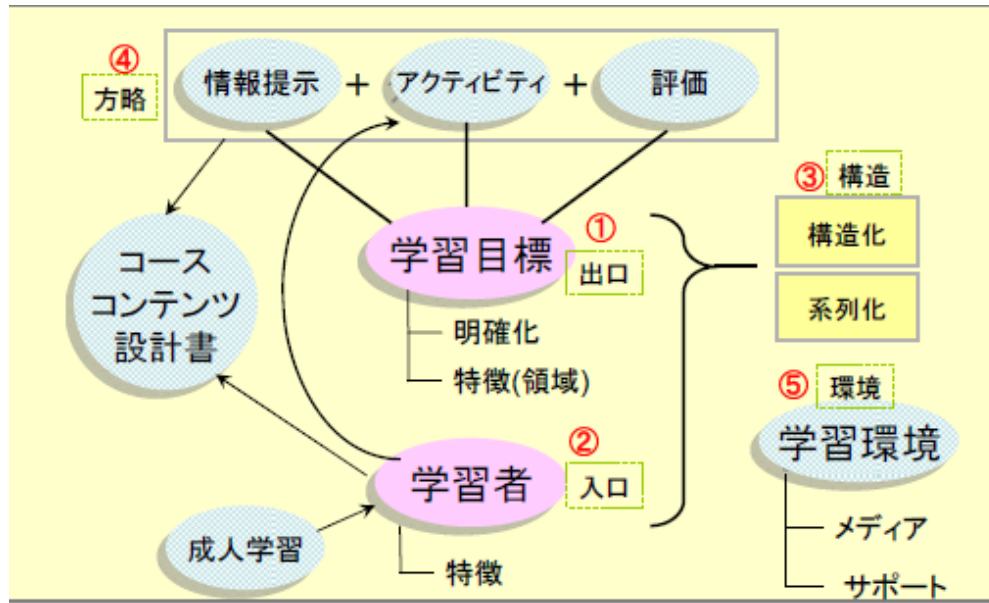 ④
方略
情報提示 + アクティビティ + 評価
③ 構造
構造化
系列化
① 出口
学習目標
明確化
特徴(領域)
コース
コンテンツ
設計書
⑤ 環境
学習環境
メディア
サポート
② 入口
学習者
特徴
成人学習